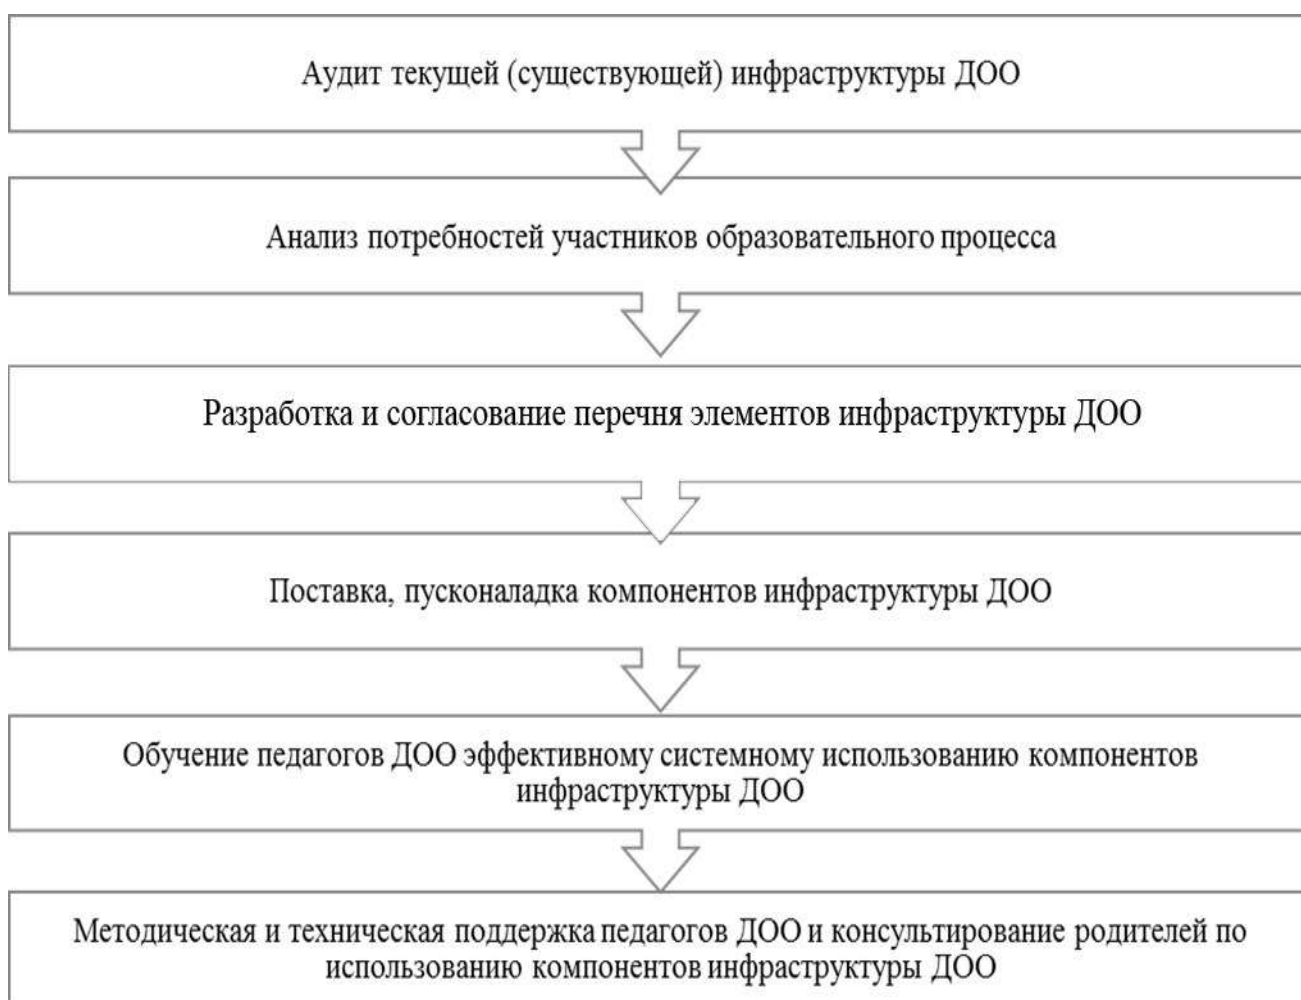 Аудит текущей (существующей) инфраструктуры ДОО
Анализ потребностей участников образовательного процесса
Разработка и согласование перечня элементов инфраструктуры ДОО
Поставка, пусконаладка компонентов инфраструктуры ДОО
Обучение педагогов ДОО эффективному системному использованию компонентов
инфраструктуры ДОО
Методическая и техническая поддержка педагогов ДОО и консультирование родителей по
использованию компонентов инфраструктуры ДОО